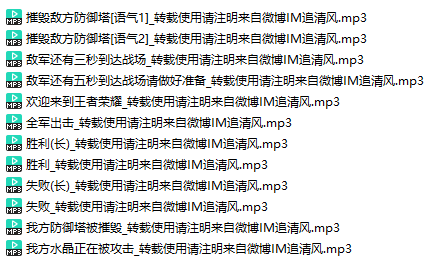 MP3 摧毁敌方防御塔[语气1]_转载使用请注明来自微博IM追清风.mp3
MP3 摧毁敌方防御塔[语气2]_转载使用请注明来自微博IM追清风.mp3
MP3 敌军还有三秒到达战场_转载使用请注明来自微博IM追清风.mp3
MP3 敌军还有五秒到达战场请做好准备_转载使用请注明来自微博IM追清风.mp3
MP3 欢迎来到王者荣耀_转载使用请注明来自微博IM追清风.mp3
MP3 全军出击_转载使用请注明来自微博IM追清风.mp3
MP3 胜利(长)_转载使用请注明来自微博IM追清风.mp3
MP3 胜利_转载使用请注明来自微博IM追清风.mp3
MP3 失败(长)_转载使用请注明来自微博IM追清风.mp3
MP3 失败_转载使用请注明来自微博IM追清风.mp3
MP3 我方防御塔被摧毁_转载使用请注明来自微博IM追清风.mp3
MP3 我方水晶正在被攻击_转载使用请注明来自微博IM追清风.mp3